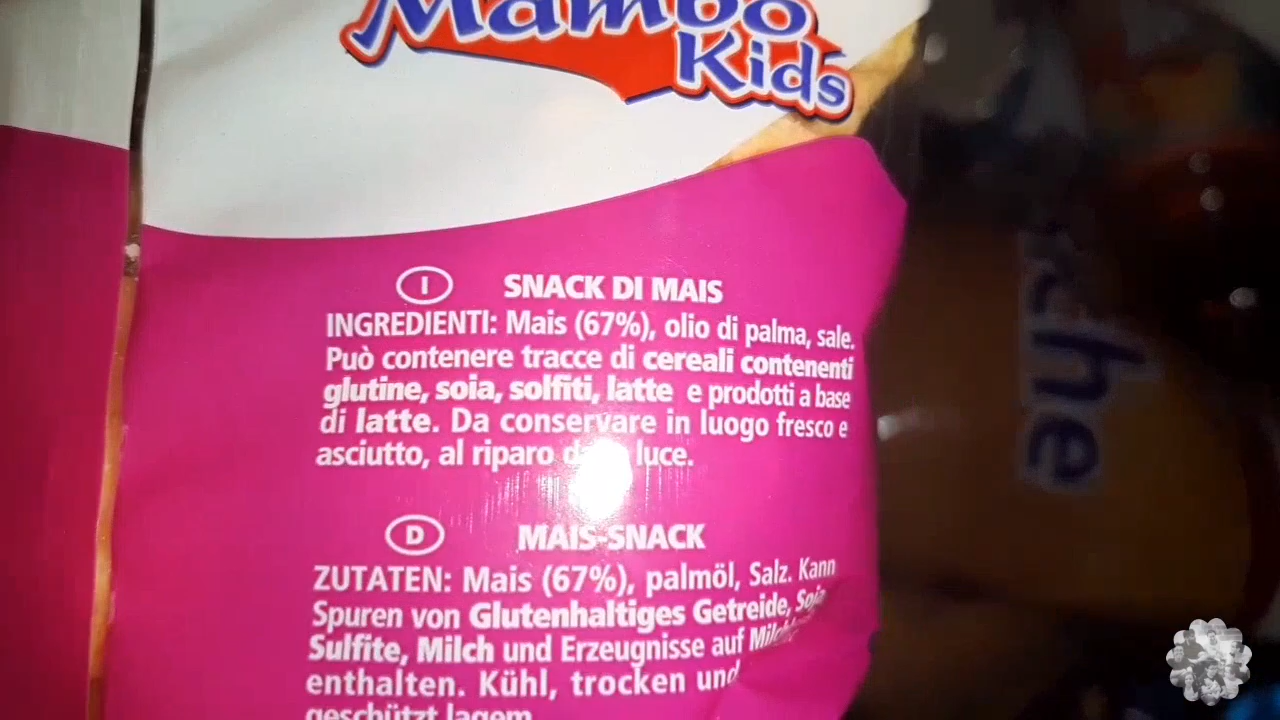 Mambo
Kids
I SNACK DI MAIS
INGREDIENTI: Mais (67%), olio di palma, sale.
Può contenere tracce di cereali contenenti
glutine, soia, solfiti, latte e prodotti a base
di latte. Da conservare in luogo fresco e
asciutto, al riparo luce.
D MAIS-SNACK
ZUTATEN: Mais (67%), palmöl, Salz. Kann
Spuren von Glutenhaltiges Getreide, Soja
Sulfite, Milch und Erzeugnisse auf
enthalten. Kühl, trocken und
geschützt lagern